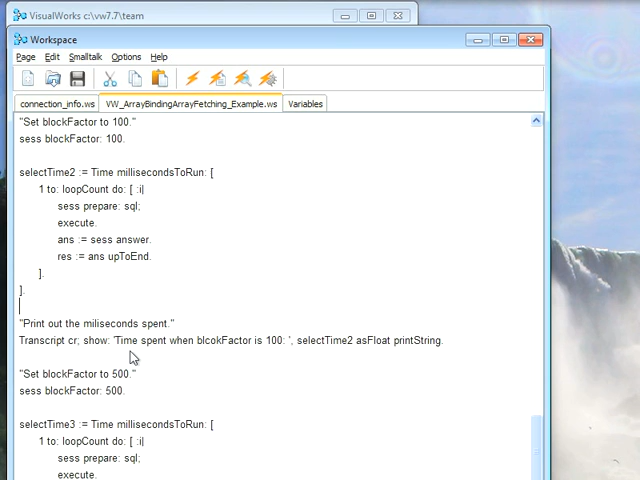 VisualWorks c:\vw7.7\team
Workspace
Page Edit Smalltalk Options Help
connection_info.ws VW_ArrayBindingArrayFetching_Example.ws Variables
"Set blockFactor to 100."
sess blockFactor: 100.
selectTime2 := Time millisecondsToRun: [
1 to: loopCount do: [ :i|
sess prepare: sql;
execute.
ans := sess answer.
res := ans upToEnd.
].
].
"Print out the miliseconds spent."
Transcript cr; show: 'Time spent when blcokFactor is 100: ', selectTime2 asFloat printString.
"Set blockFactor to 500."
sess blockFactor: 500.
selectTime3 := Time millisecondsToRun: [
1 to: loopCount do: [ :i|
sess prepare: sql;
execute.